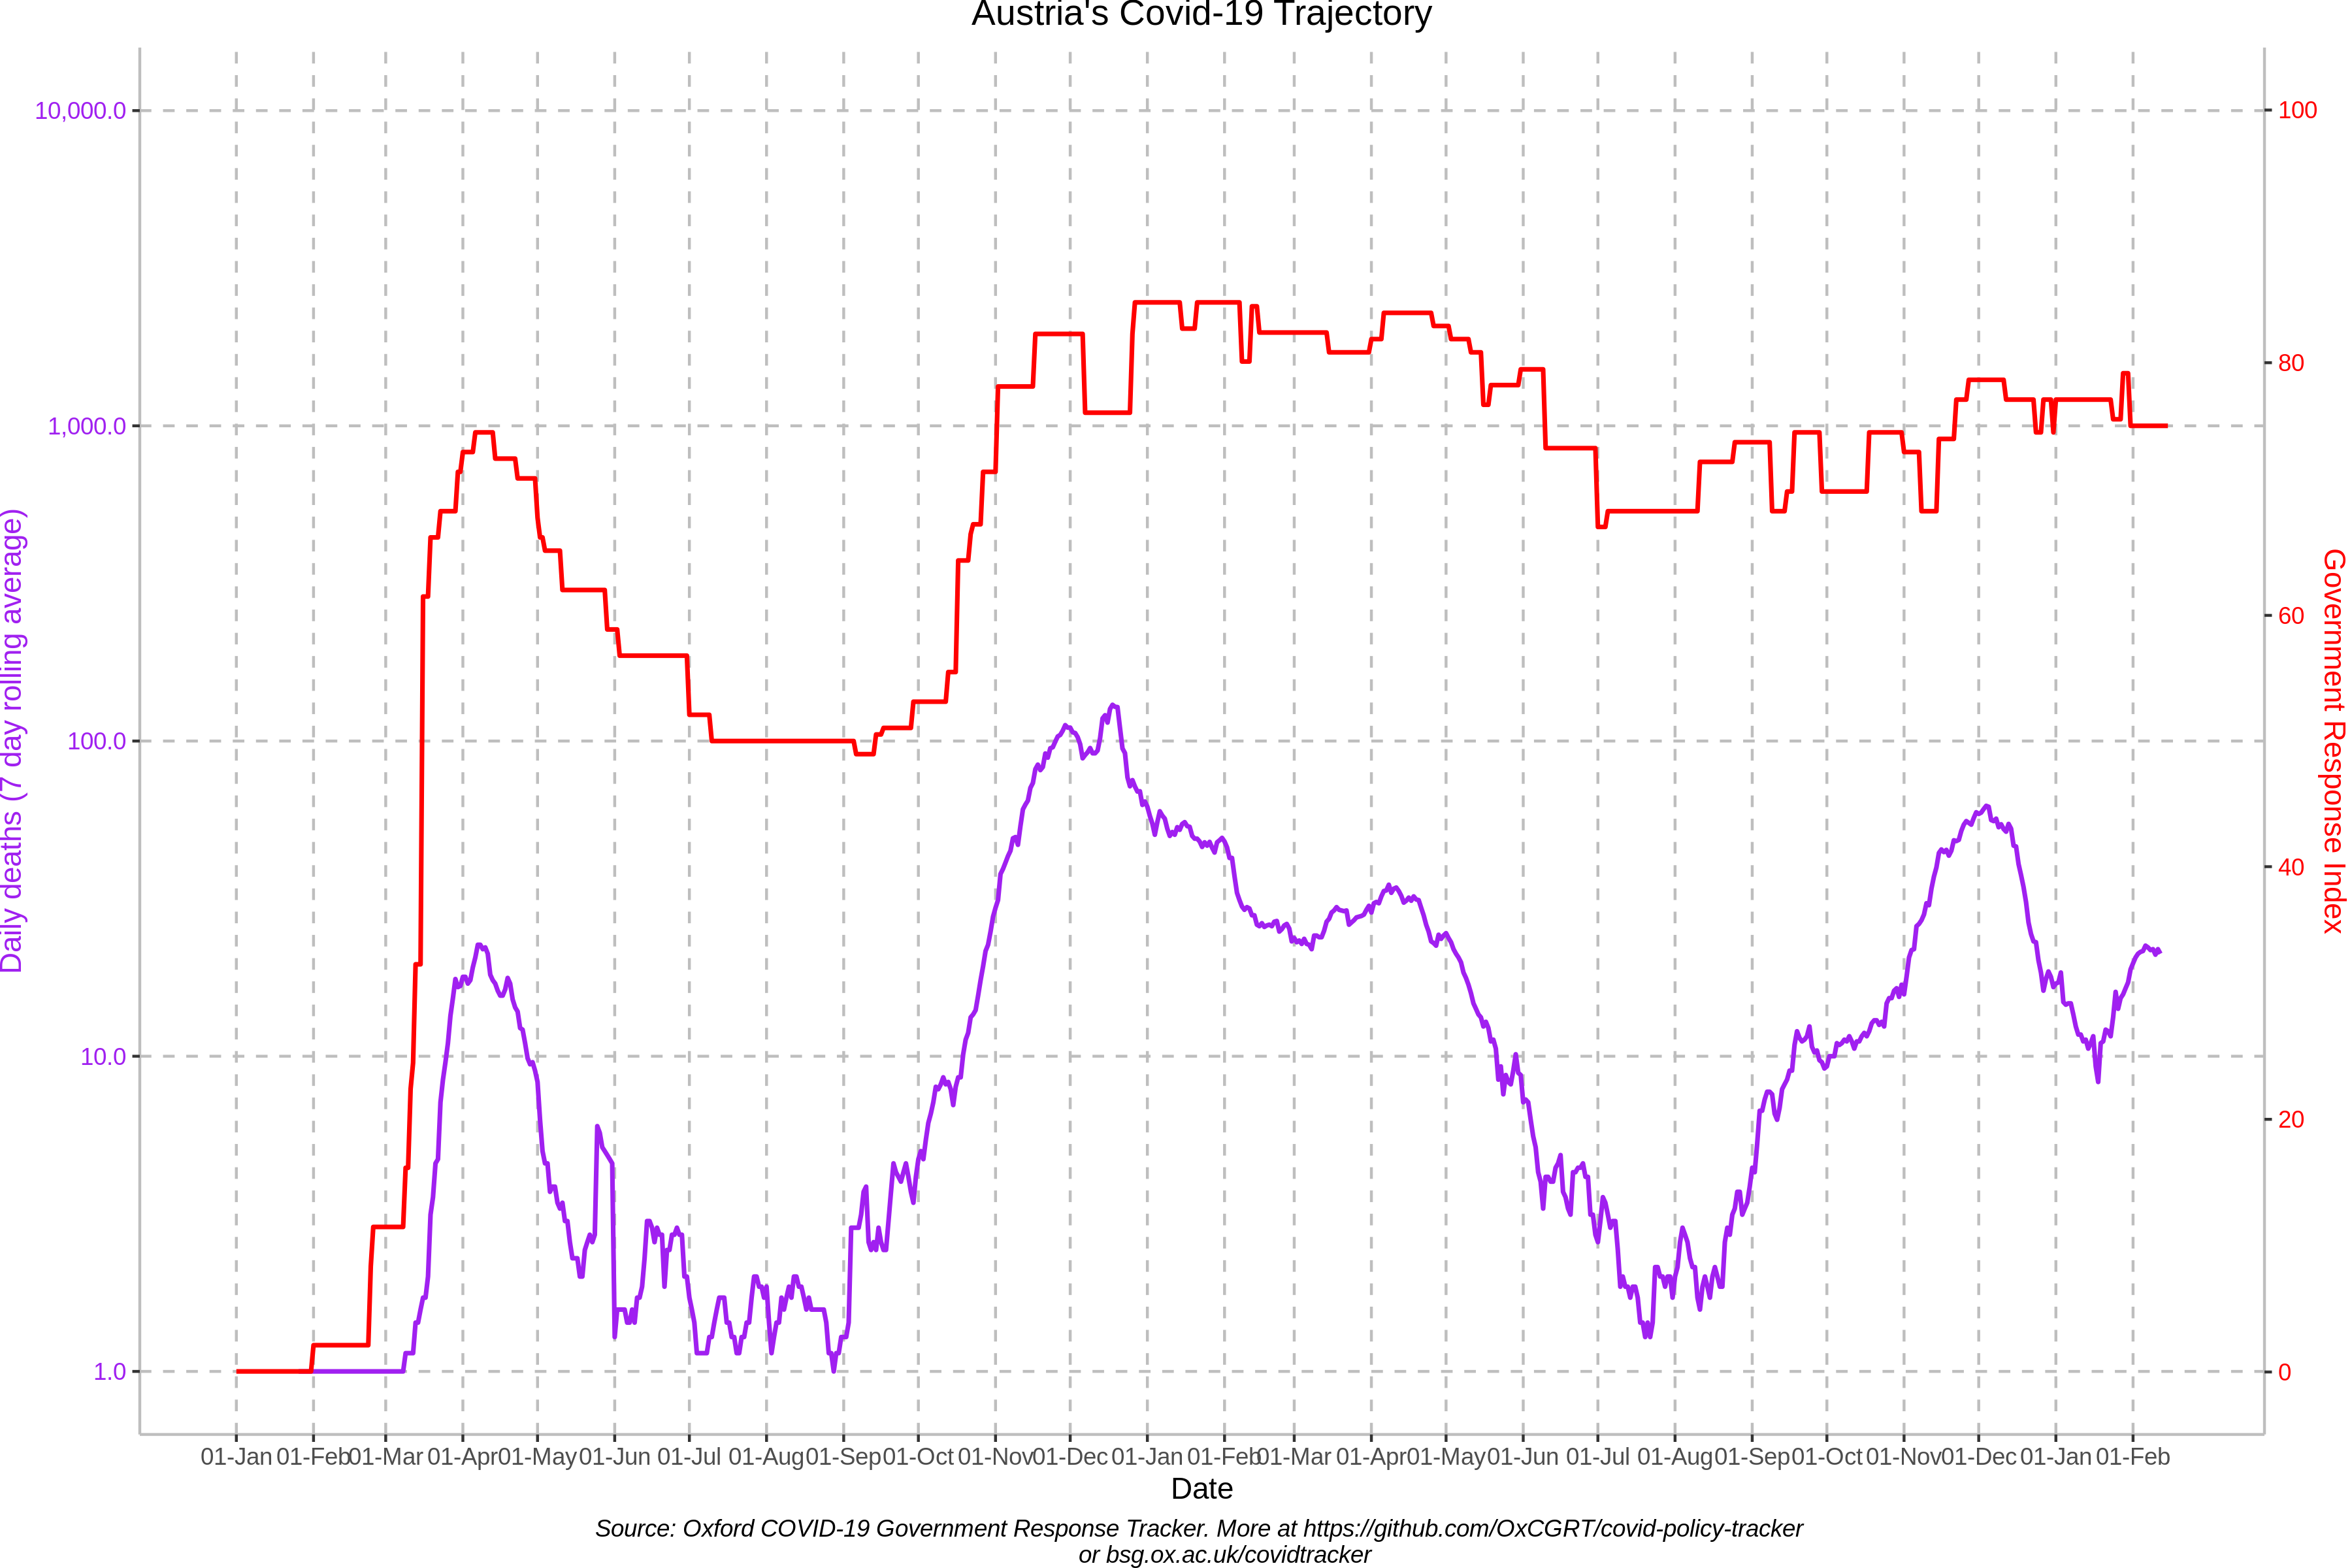 Austria's Covid-19 Trajectory
10,000.0
1,000.0
100.0
10.0
1.0
Daily deaths (7 day rolling average)
100
80
60
40
20
0
Government Response Index
01-Jan 01-Feb 01-Mar 01-Apr 01-May 01-Jun 01-Jul 01-Aug 01-Sep 01-Oct 01-Nov 01-Dec 01-Jan 01-Feb 01-Mar 01-Apr 01-May 01-Jun 01-Jul 01-Aug 01-Sep 01-Oct 01-Nov 01-Dec 01-Jan 01-Feb
Date
Source: Oxford COVID-19 Government Response Tracker. More at https://github.com/OxCGRT/covid-policy-tracker
or bsg.ox.ac.uk/covidtracker